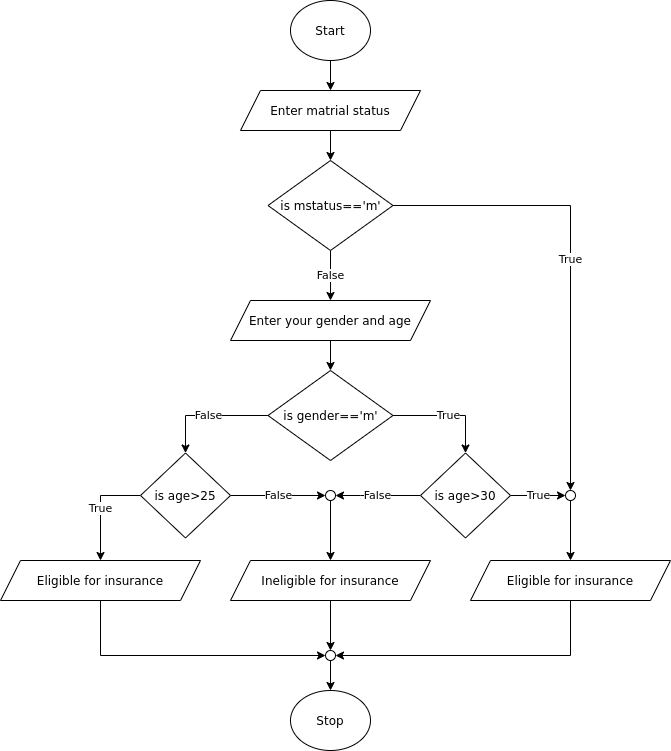 Start
Enter matrial status
is mstatus=='m'
True
False
Enter your gender and age
is gender=='m'
False
True
is age>25
False
False
is age>30
True
True
Eligible for insurance
Ineligible for insurance
Eligible for insurance
Stop